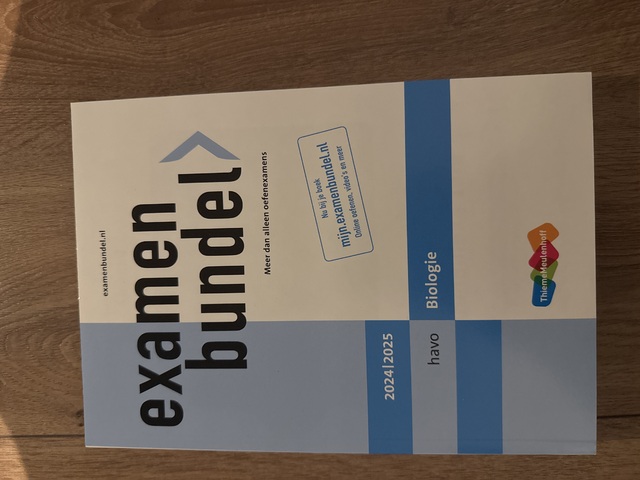 examenbundel.nl
examen
bundel>
Meer dan alleen oefenexamens
Nu bij je boek
mijn.examenbundel.nl
Online oefenen, video's en meer
2024|2025
havo
Biologie
ThiemeMeulenhoff